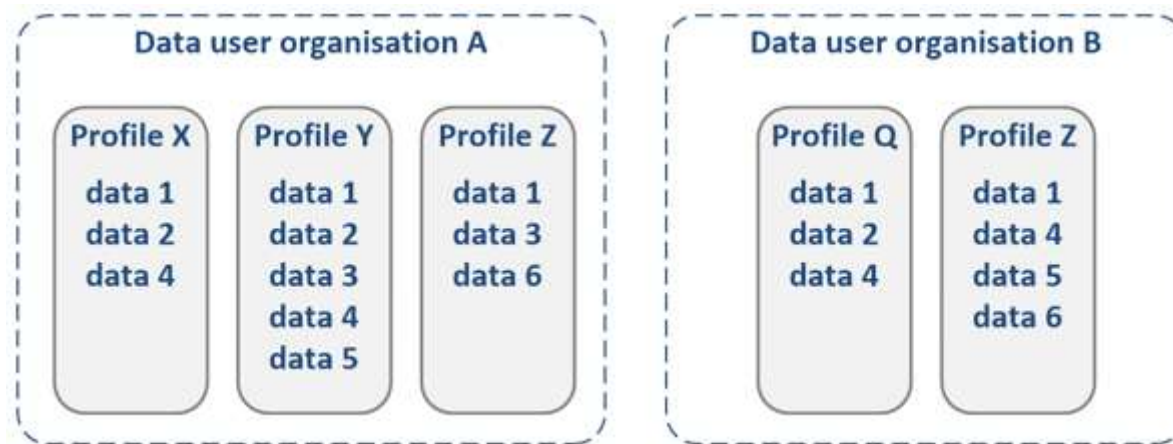 Data user organisation A
Profile X
data 1
data 2
data 4
Profile Y
data 1
data 2
data 3
data 4
data 5
Profile Z
data 1
data 3
data 6
Data user organisation B
Profile Q
data 1
data 2
data 4
Profile Z
data 1
data 4
data 5
data 6